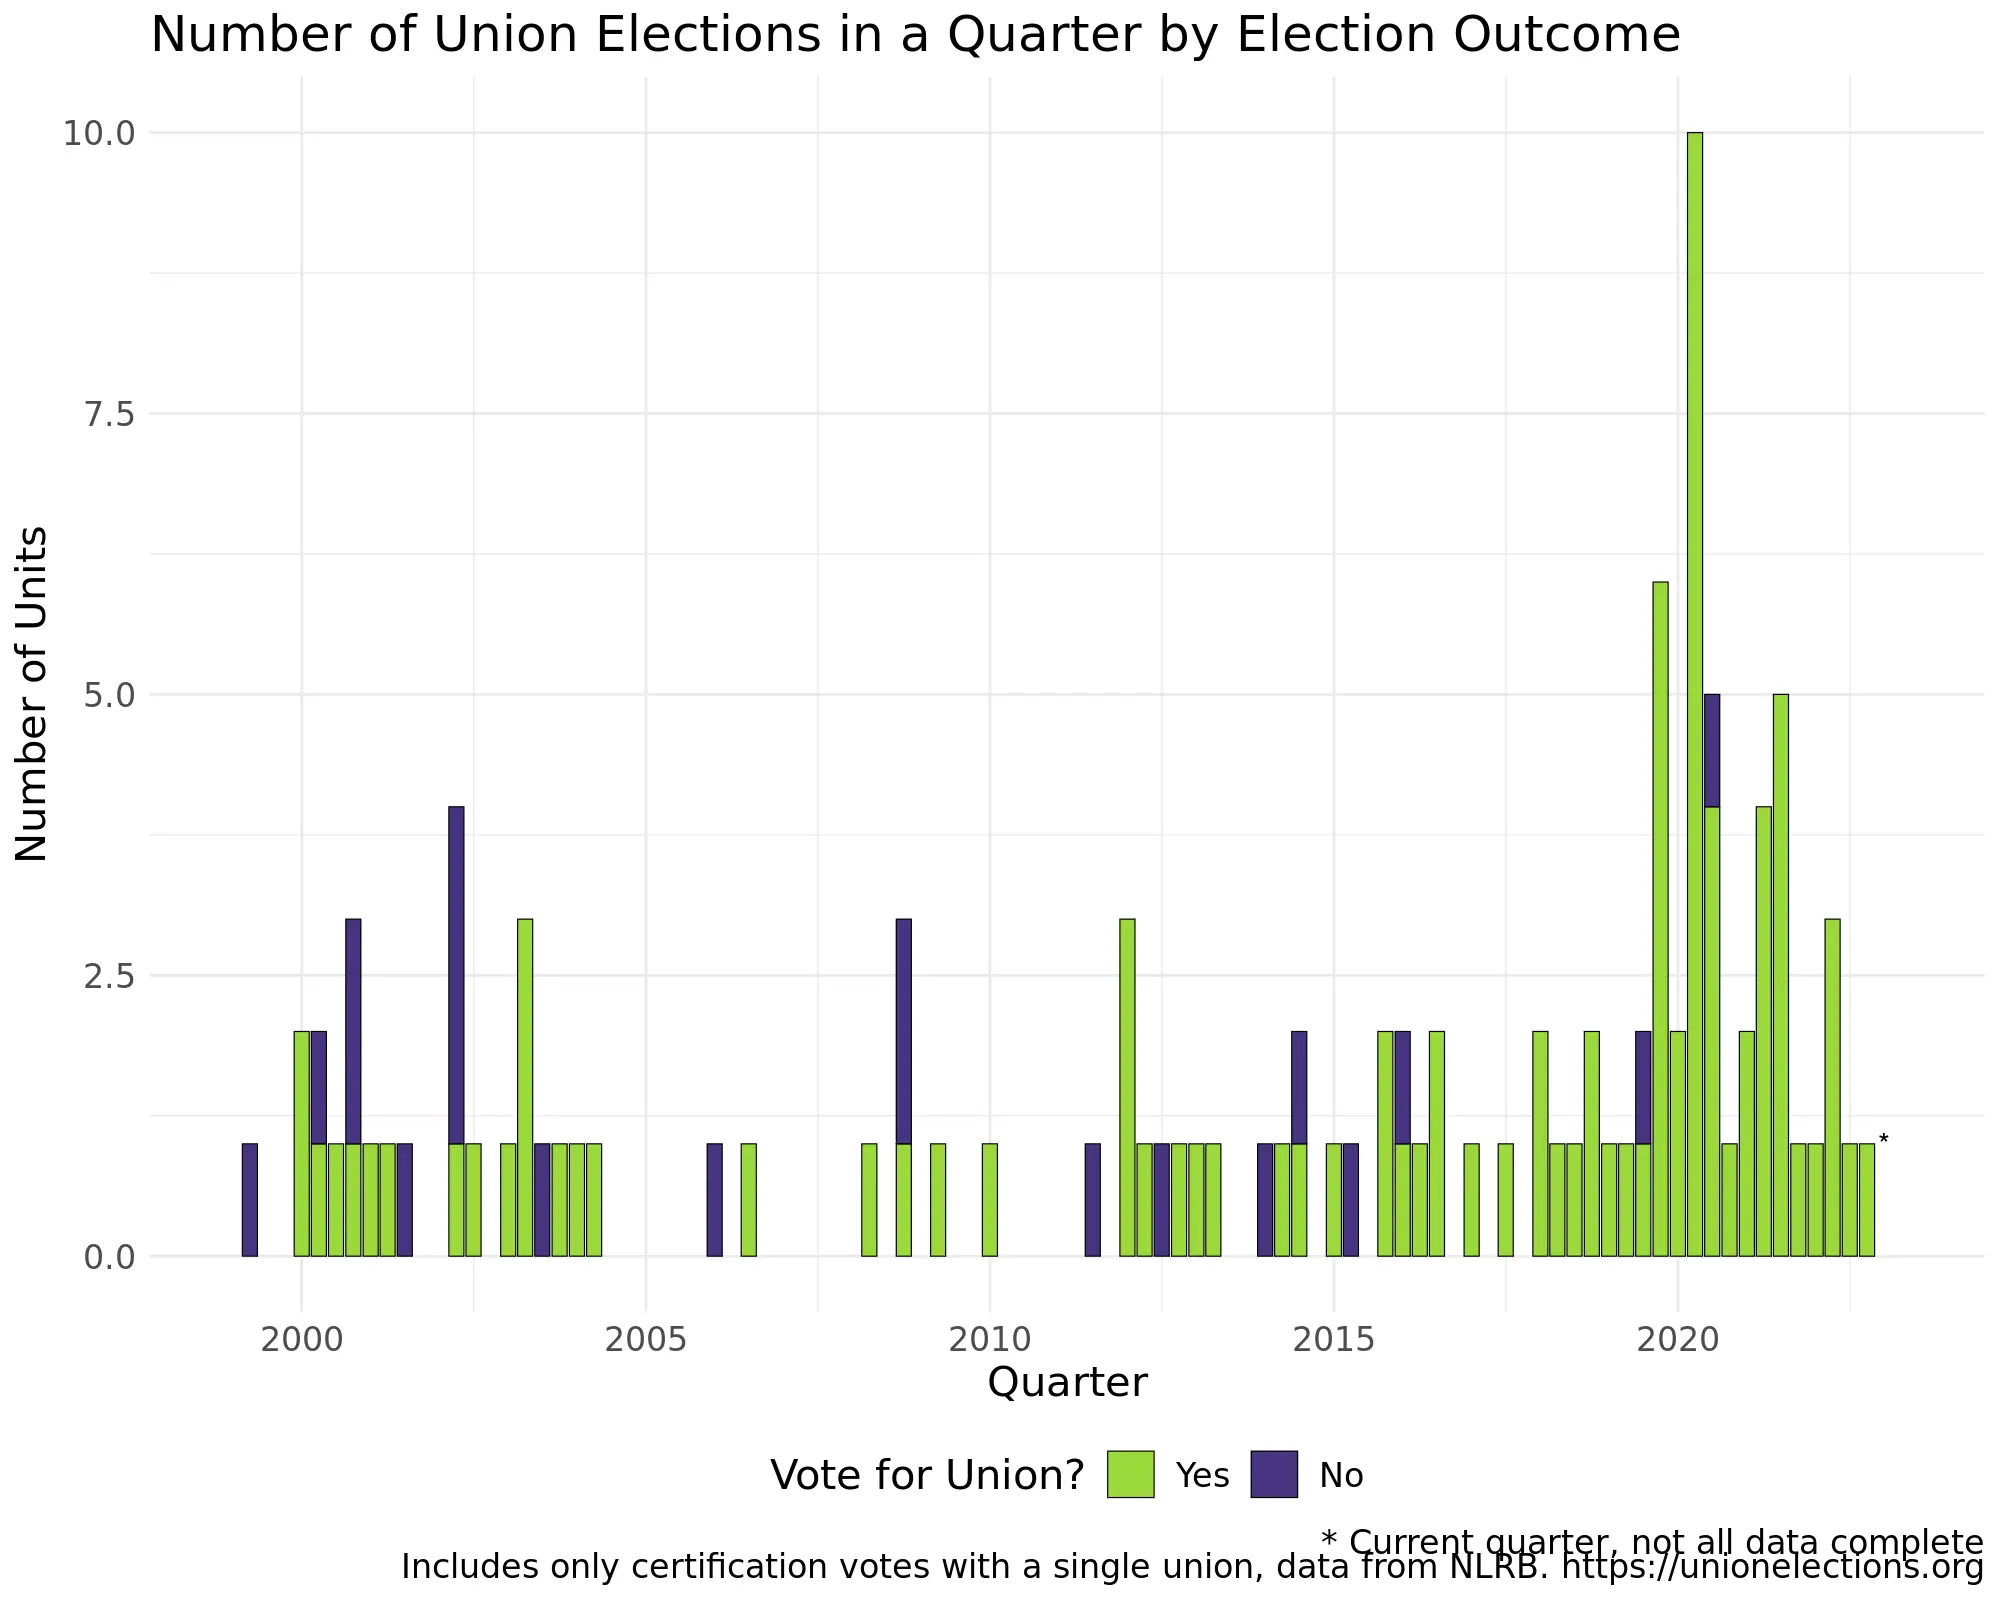 Number of Union Elections in a Quarter by Election Outcome
10.0
7.5
5.0
2.5
0.0
Number of Units
*
2000 2005 2010 2015 2020
Quarter
Vote for Union? Yes No
* Current quarter, not all data complete
Includes only certification votes with a single union, data from NLRB. https://unionelections.org